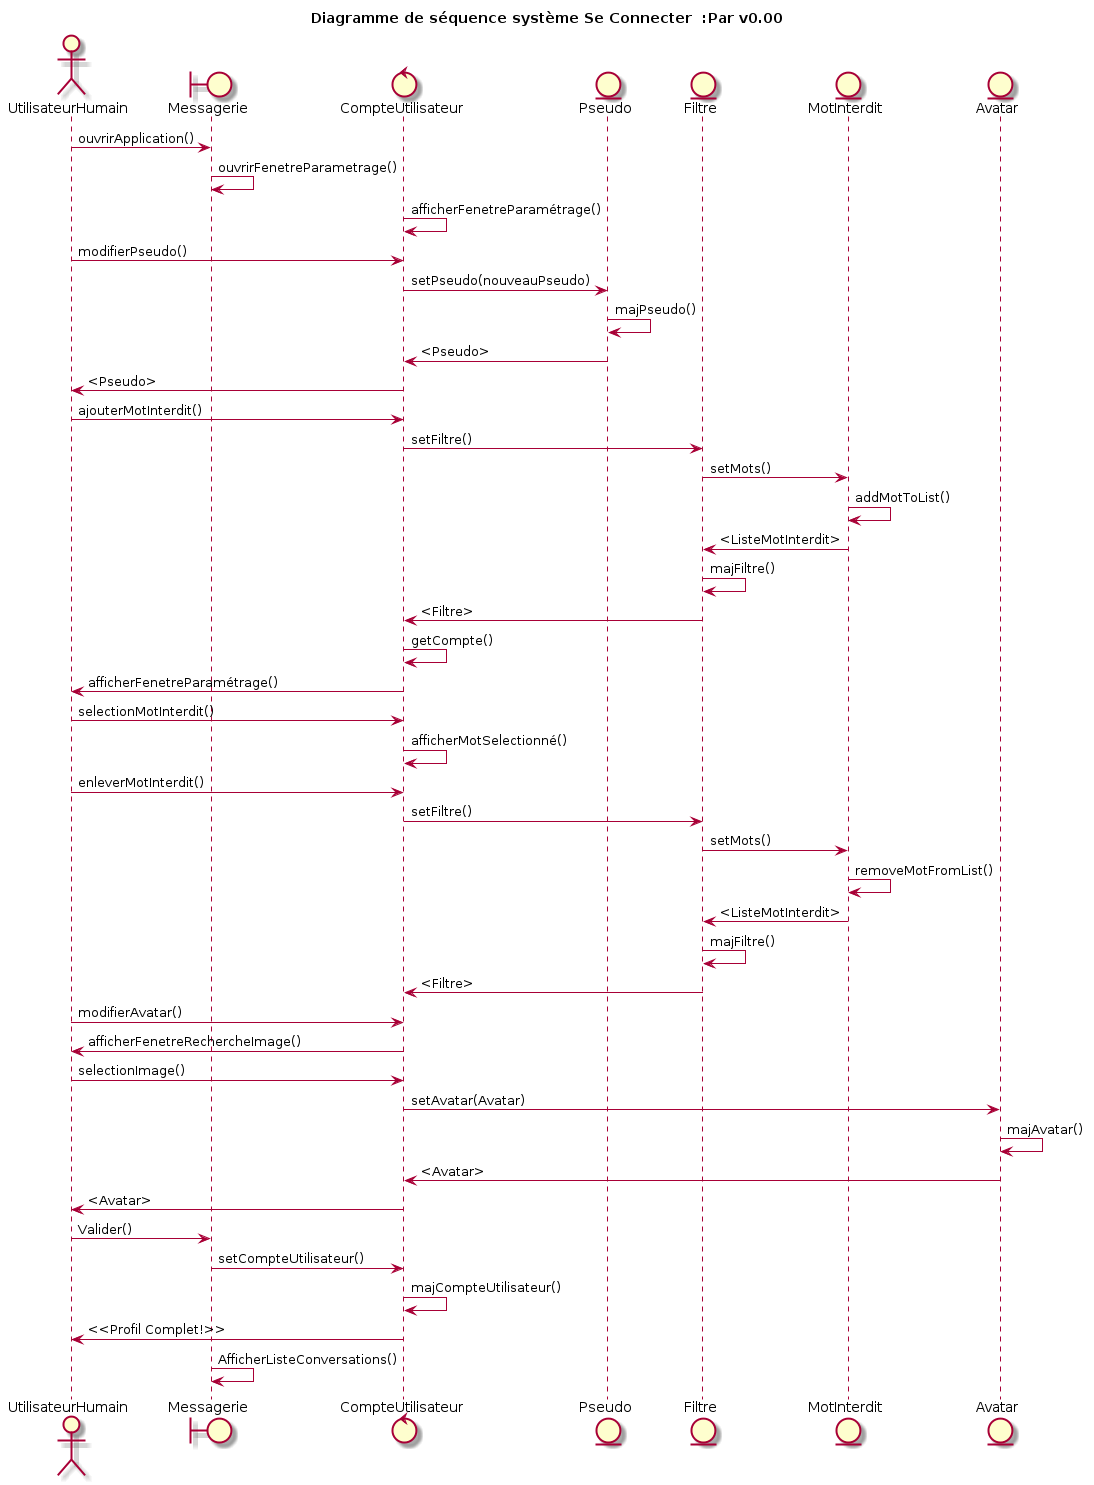 Diagramme de séquence système Se Connecter  :Par v0.00
UtilisateurHumain Messagerie CompteUtilisateur Pseudo Filtre MotInterdit Avatar
ouvrirApplication()
ouvrirFenetreParametrage()
afficherFenetreParamétrage()
modifierPseudo()
setPseudo(nouveauPseudo)
majPseudo()
<Pseudo>
<Pseudo>
ajouterMotInterdit()
setFiltre()
setMots()
addMotToList()
<ListeMotInterdit>
majFiltre()
<Filtre>
getCompte()
afficherFenetreParamétrage()
selectionMotInterdit()
afficherMotSelectionné()
enleverMotInterdit()
setFiltre()
setMots()
removeMotFromList()
<ListeMotInterdit>
majFiltre()
<Filtre>
modifierAvatar()
afficherFenetreRechercheImage()
selectionImage()
setAvatar(Avatar)
majAvatar()
<Avatar>
<Avatar>
Valider()
setCompteUtilisateur()
majCompteUtilisateur()
<<Profil Complet!>>
AfficherListeConversations()
UtilisateurHumain Messagerie CompteUtilisateur Pseudo Filtre MotInterdit Avatar